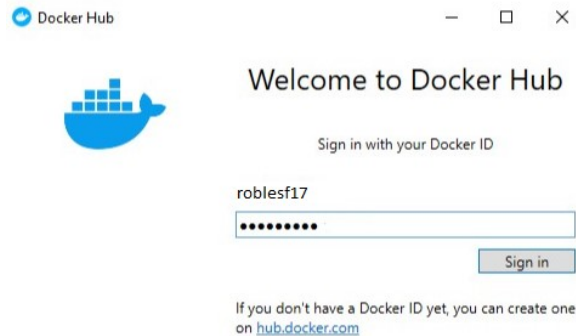 Docker Hub
Welcome to Docker Hub
Sign in with your Docker ID
roblesf17
●●●●●●●●●
Sign in
If you don't have a Docker ID yet, you can create one
on hub.docker.com